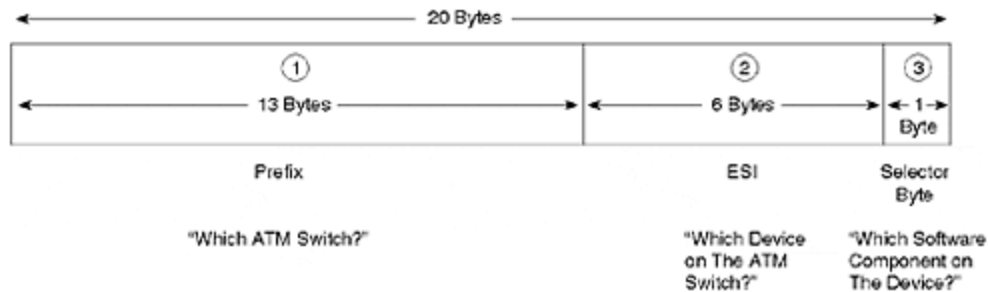 20 Bytes
1 2 3
13 Bytes 6 Bytes 1
Byte
Prefix ESI Selector
Byte
"Which ATM Switch?" "Which Device "Which Software
on The ATM Component on
Switch?" The Device?"